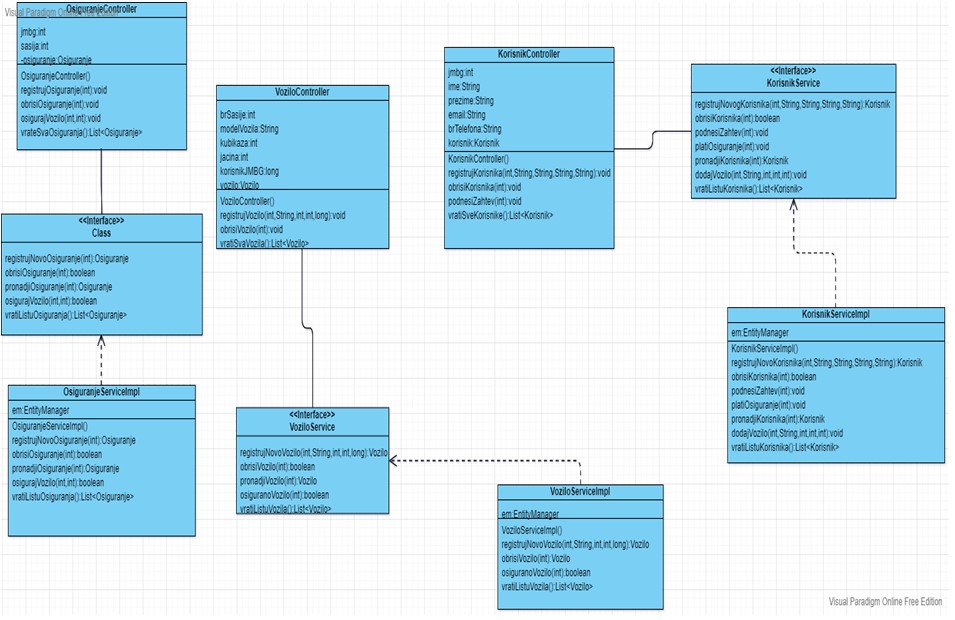 Visual Paradigm Online Free Edition
OsiguranjeController
jmbg:int
sasija:int
-osiguranje:Osiguranje
OsiguranjeController()
registrujOsiguranje(int):void
obrisiOsiguranje(int):void
osigurajVozilo(int,int):void
vrateSvaOsiguranja():List<Osiguranje>
<<Interface>>
Class
registrujNovoOsiguranje(int):Osiguranje
obrisiOsiguranje(int):boolean
pronadjiOsiguranje(int):Osiguranje
osigurajVozilo(int,int):boolean
vratiListuOsiguranja():List<Osiguranje>
OsiguranjeServiceImpl
em:EntityManager
OsiguranjeServiceImpl()
registrujNovoOsiguranje(int):Osiguranje
obrisiOsiguranje(int):boolean
pronadjiOsiguranje(int):Osiguranje
osigurajVozilo(int,int):boolean
vratiListuOsiguranja():List<Osiguranje>
VoziloController
brSasije:int
modelVozila:String
kubikaza:int
jacina:int
korisnikJMBG:long
vozilo:Vozilo
VoziloController()
registrujVozilo(int,String,int,int,long):void
obrisiVozilo(int):void
vratiSvaVozila():List<Vozilo>
<<Interface>>
VoziloService
registrujNovoVozilo(int,String,int,int,long):Vozilo
obrisiVozilo(int):boolean
pronadjiVozilo(int):Vozilo
osiguranoVozilo(int):boolean
vratiListuVozila():List<Vozilo>
VoziloServiceImpl
em:EntityManager
VoziloServiceImpl()
registrujNovoVozilo(int,String,int,int,long):Vozilo
obrisiVozilo(int):Vozilo
osiguranoVozilo(int):boolean
vratiListuVozila():List<Vozilo>
KorisnikController
jmbg:int
ime:String
prezime:String
email:String
brTelefona:String
korisnik:Korisnik
KorisnikController()
registrujKorisnika(int,String,String,String,String):void
obrisiKorisnika(int):void
podnesiZahtev(int):void
vratiSveKorisnike():List<Korisnik>
<<Interface>>
KorisnikService
registrujNovogKorisnika(int,String,String,String,String):Korisnik
obrisiKorisnika(int):boolean
podnesiZahtev(int):void
platiOsiguranje(int):void
pronadjiKorisnika(int):Korisnik
dodajVozilo(int,String,int,int,int):void
vratiListuKorisnika():List<Korisnik>
KorisnikServiceImpl
em:EntityManager
KorisnikServiceImpl()
registrujNovoKorisnika(int,String,String,String,String):Korisnik
obrisiKorisnika(int):boolean
podnesiZahtev(int):void
platiOsiguranje(int):void
pronadjiKorisnika(int):Korisnik
dodajVozilo(int,String,int,int,int):void
vratiListuKorisnika():List<Korisnik>
Visual Paradigm Online Free Edition